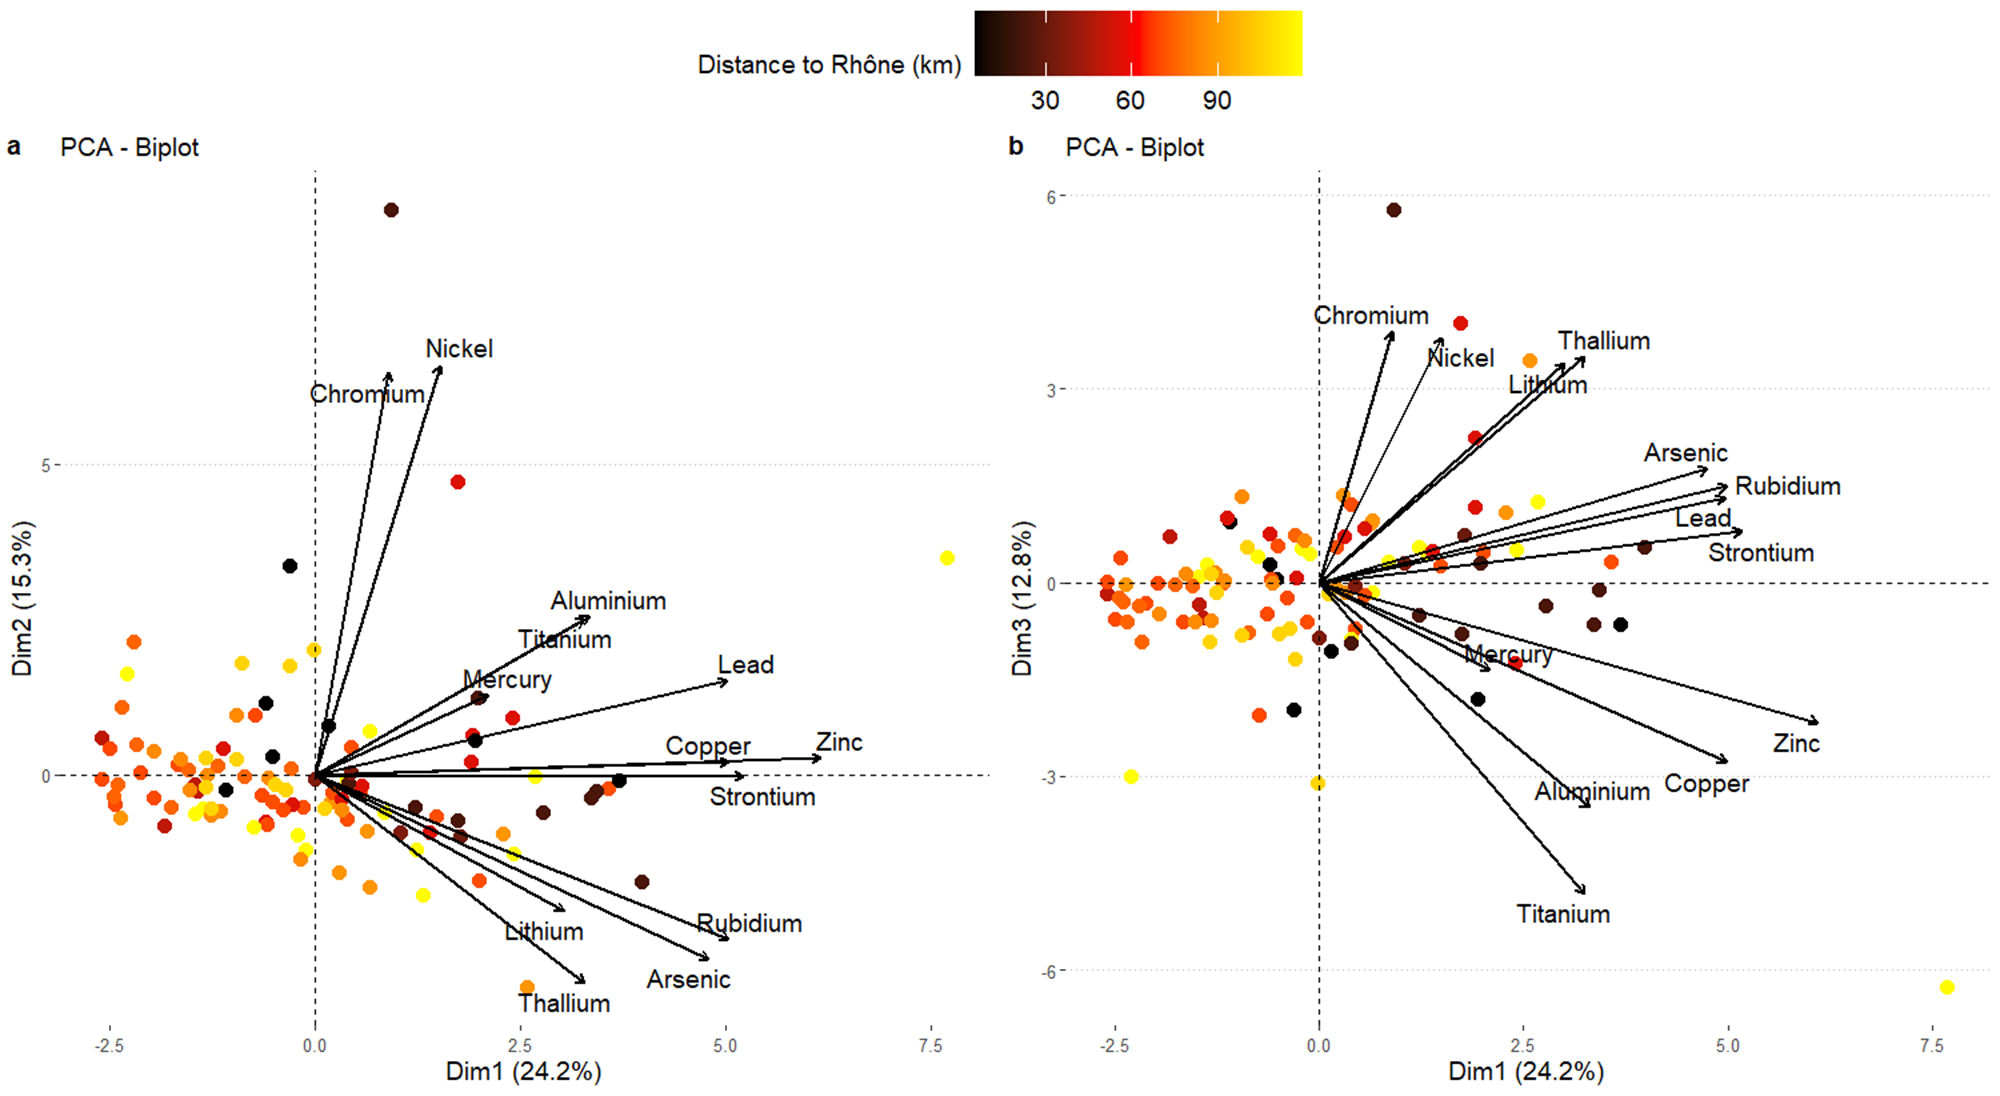 Distance to Rhône (km)
30 60 90
a PCA - Biplot
Nickel
Chromium
5
Aluminium
Titanium
Lead
Mercury
Copper
Zinc
0
Strontium
Rubidium
Lithium
Arsenic
Thallium
-2.5 0.0 2.5 5.0 7.5
Dim1 (24.2%)
Dim2 (15.3%)
b PCA - Biplot
6
Chromium
Thallium
Nickel
Lithium
3
Arsenic
Rubidium
Lead
Strontium
0
Mercury
Zinc
-3
Copper
Aluminium
Titanium
-6
-2.5 0.0 2.5 5.0 7.5
Dim1 (24.2%)
Dim3 (12.8%)